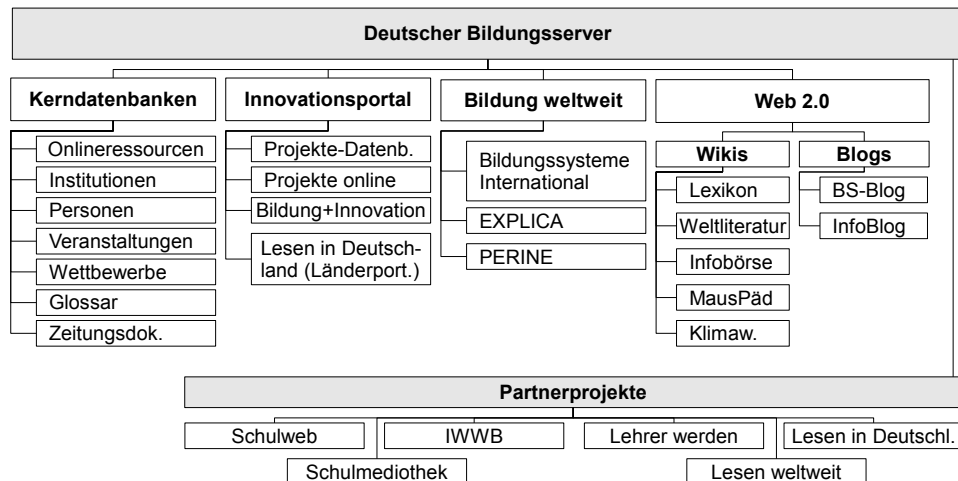 Deutscher Bildungsserver
Kerndatenbanken
Onlineressourcen
Institutionen
Personen
Veranstaltungen
Wettbewerbe
Glossar
Zeitungsdok.
Innovationsportal
Projekte-Datenb.
Projekte online
Bildung+Innovation
Lesen in Deutsch-
land (Länderport.)
Bildung weltweit
Bildungssysteme
International
EXPLICA
PERINE
Web 2.0
Wikis
Lexikon
Weltliteratur
Infobörse
MausPäd
Klimaw.
Blogs
BS-Blog
InfoBlog
Partnerprojekte
Schulweb
IWWB
Lehrer werden
Lesen in Deutschl.
Schulmediothek
Lesen weltweit